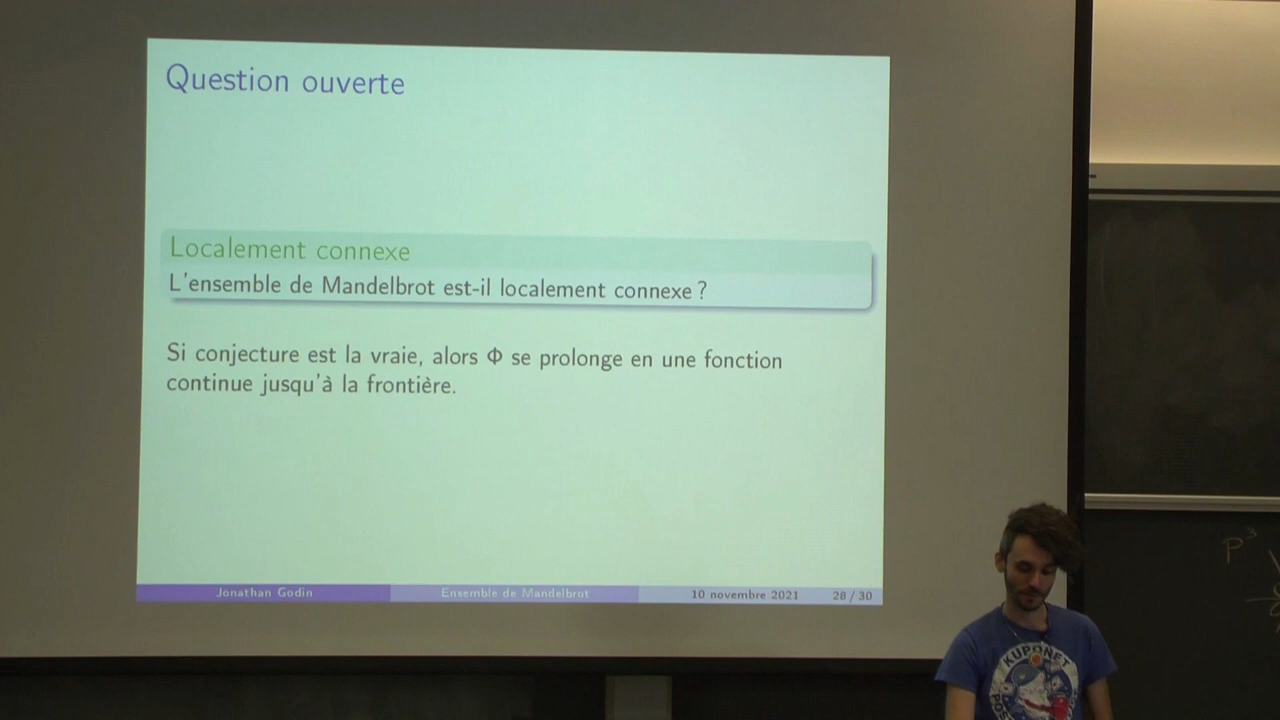 Question ouverte
Localement connexe
L'ensemble de Mandelbrot est-il localement connexe ?
Si conjecture est la vraie, alors Φ se prolonge en une fonction
continue jusqu'à la frontière.
Jonathan Godin
Ensemble de Mandelbrot
10 novembre 2021
28 / 30
P³
KUPONET